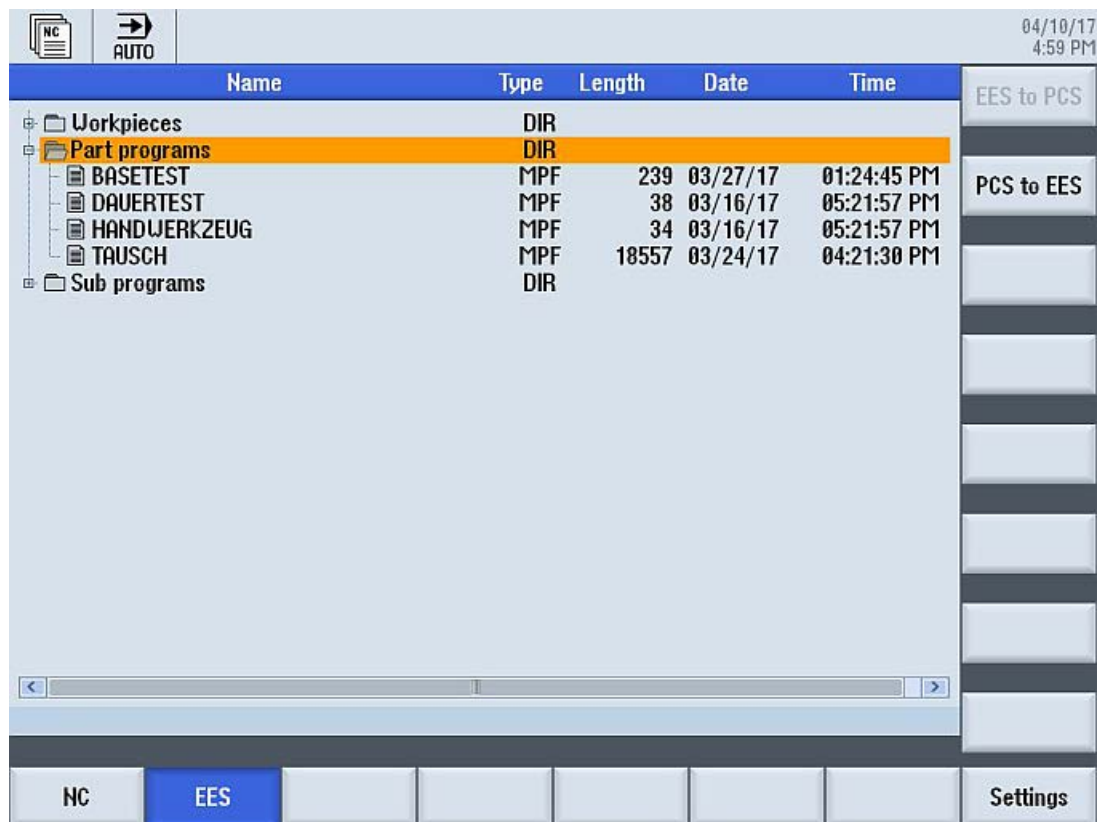 NC
AUTO
04/10/17
4:59 PM
Name Type Length Date Time
Workpieces DIR
Part programs DIR
BASETEST MPF 239 03/27/17 01:24:45 PM
DAUERTEST MPF 38 03/16/17 05:21:57 PM
HANDWERKZEUG MPF 34 03/16/17 05:21:57 PM
TAUSCH MPF 18557 03/24/17 04:21:30 PM
Sub programs DIR
EES to PCS
PCS to EES
NC EES Settings